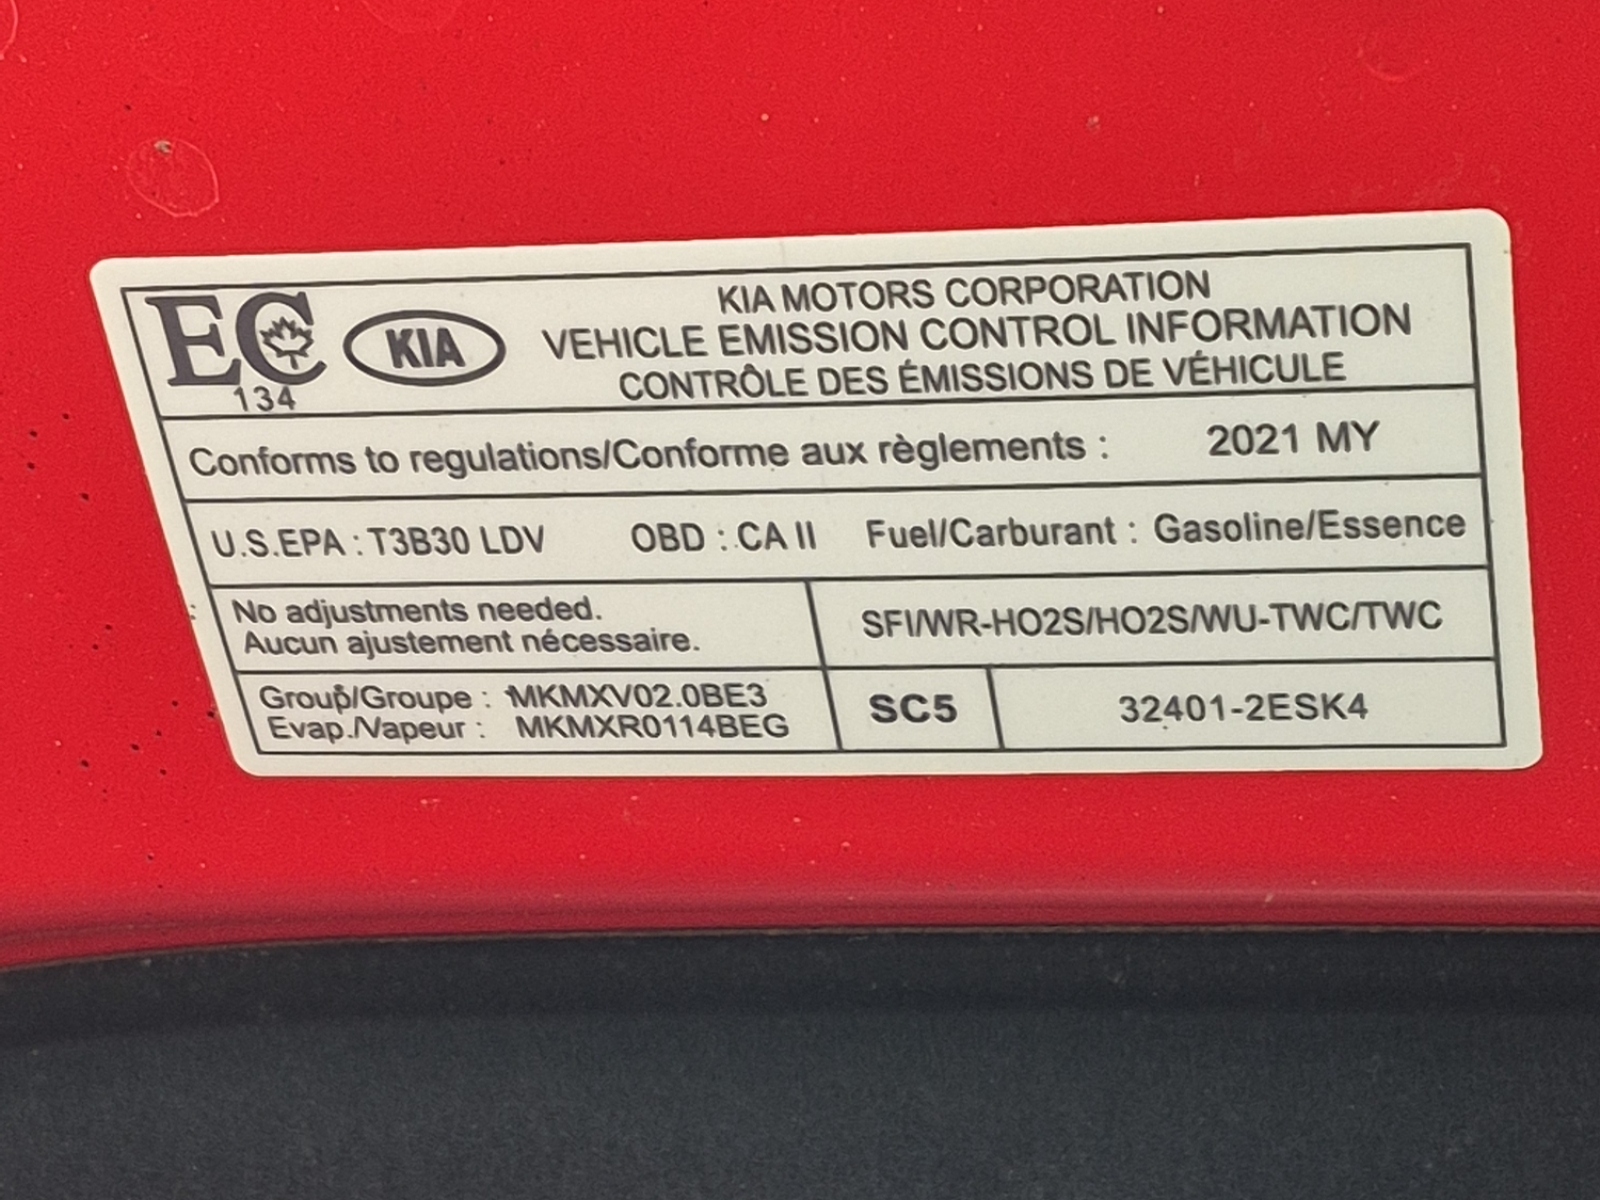 EC
134
KIA
KIA MOTORS CORPORATION
VEHICLE EMISSION CONTROL INFORMATION
CONTRÔLE DES ÉMISSIONS DE VÉHICULE
Conforms to regulations/Conforme aux règlements : 2021 MY
U.S.EPA : T3B30 LDV OBD : CA II Fuel/Carburant : Gasoline/Essence
No adjustments needed.
Aucun ajustement nécessaire.
SFI/WR-HO2S/HO2S/WU-TWC/TWC
Group/Groupe : MKMXV02.0BE3
Evap./Vapeur : MKMXR0114BEG
SC5
32401-2ESK4